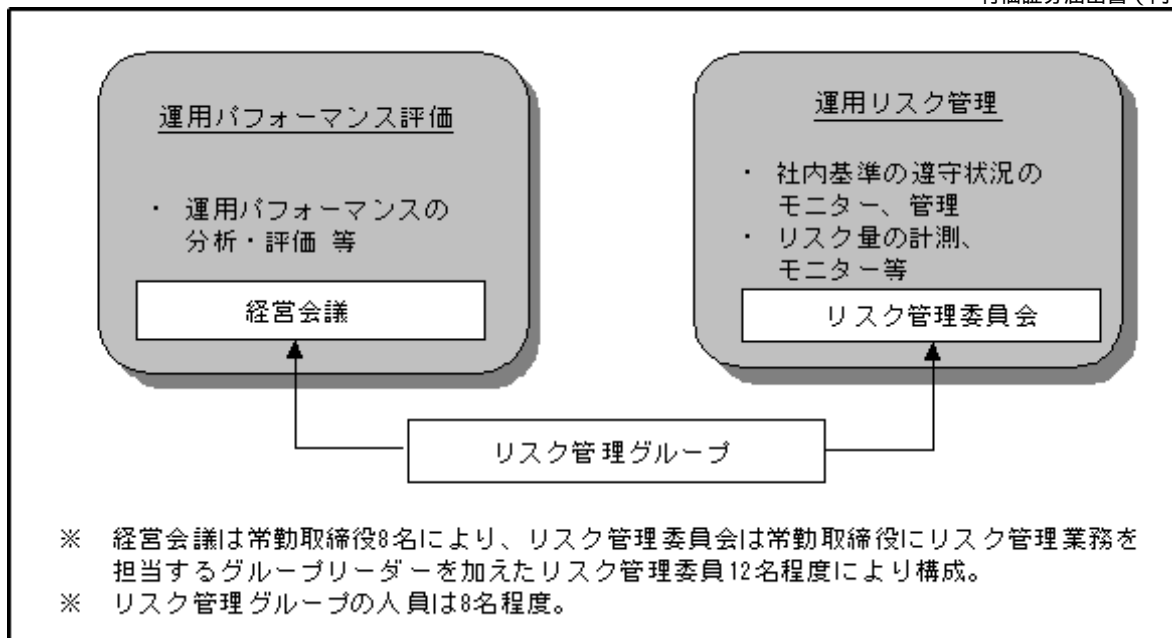 運用パフォーマンス評価
・ 運用パフォーマンスの
分析・評価 等
経営会議
運用リスク管理
・ 社内基準の遵守状況の
モニター、管理
・ リスク量の計測、
モニター等
リスク管理委員会
リスク管理グループ
※ 経営会議は常勤取締役8名により、リスク管理委員会は常勤取締役にリスク管理業務を
担当するグループリーダーを加えたリスク管理委員12名程度により構成。
※ リスク管理グループの人員は8名程度。